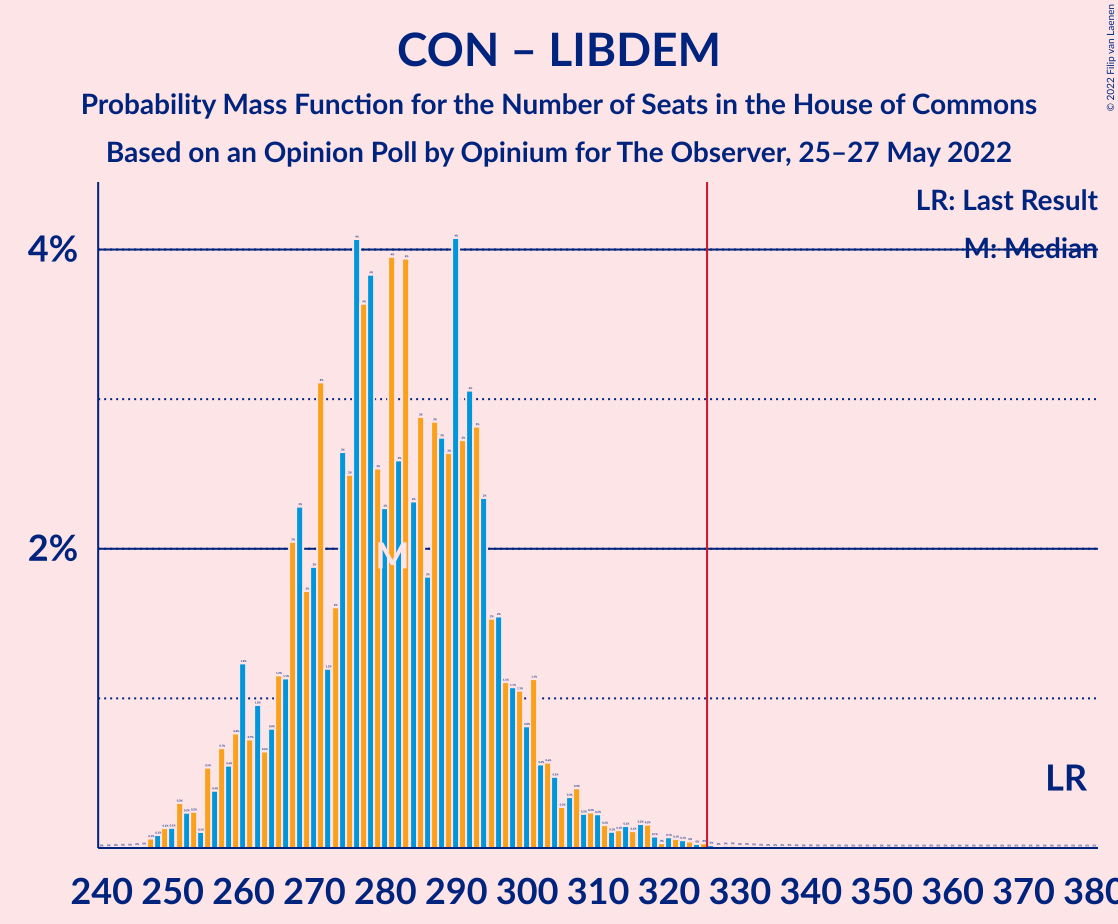 CON – LIBDEM
Probability Mass Function for the Number of Seats in the House of Commons
Based on an Opinion Poll by Opinium for The Observer, 25–27 May 2022
© 2022 Filip van Laenen
LR: Last Result
M: Median
4%
2%
M
LR
240 250 260 270 280 290 300 310 320 330 340 350 360 370 380